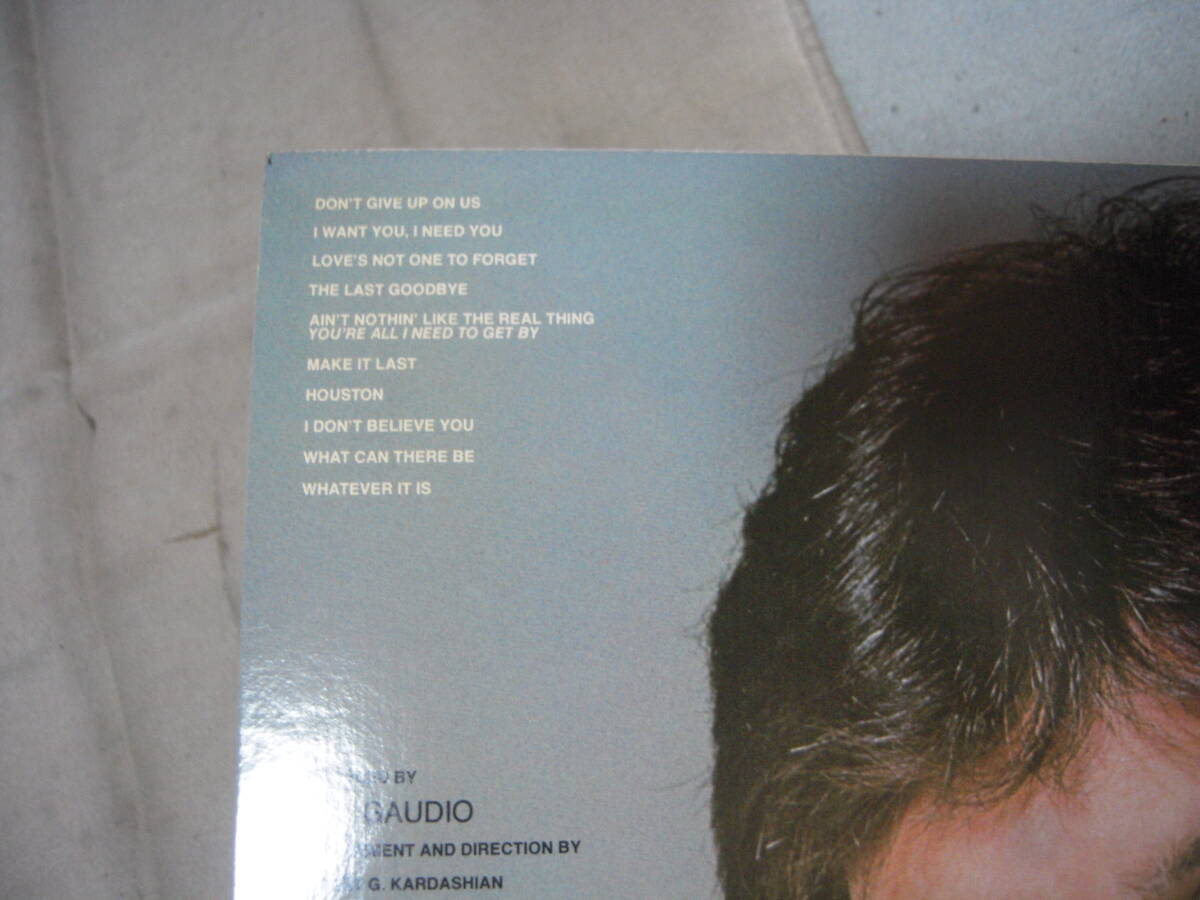 DON'T GIVE UP ON US
I WANT YOU, I NEED YOU
LOVE'S NOT ONE TO FORGET
THE LAST GOODBYE
AIN'T NOTHIN' LIKE THE REAL THING
YOU'RE ALL I NEED TO GET BY
MAKE IT LAST
HOUSTON
I DON'T BELIEVE YOU
WHAT CAN THERE BE
WHATEVER IT IS
BY
GAUDIO
AND DIRECTION BY
G. KARDASHIAN